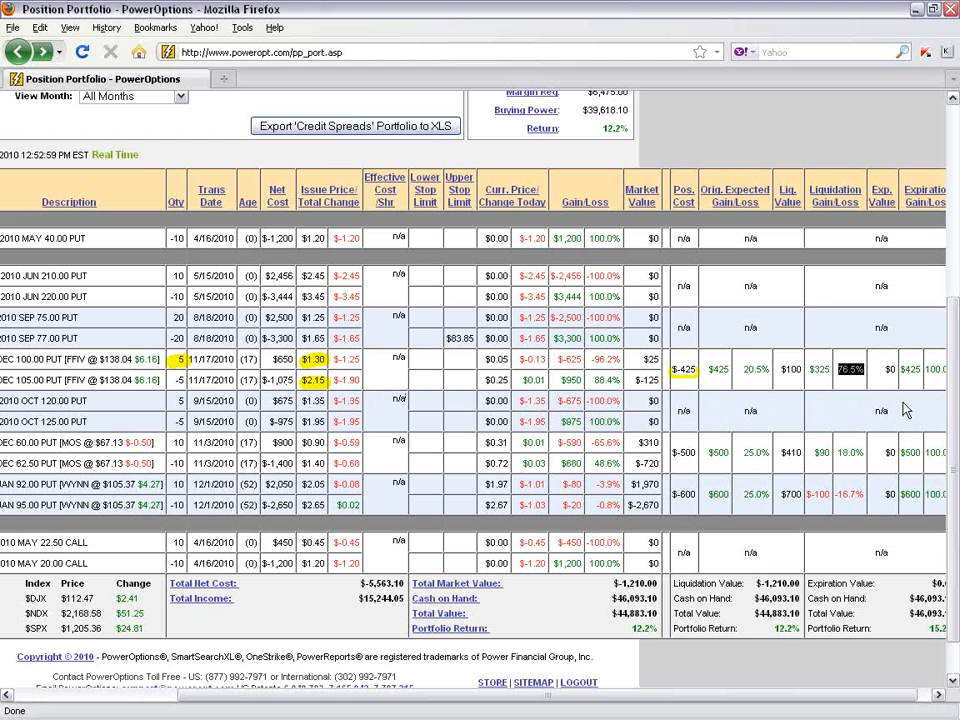 Position Portfolio - PowerOptions - Mozilla Firefox
File Edit View History Bookmarks Yahoo! Tools Help
http://www.poweropt.com/pp_port.asp Yahoo
Position Portfolio - PowerOptions
View Month: All Months
Margin Req: $6,475.00
Buying Power: $39,618.10
Return: 12.2%
Export 'Credit Spreads' Portfolio to XLS
2010 12:52:59 PM EST Real Time
Description Qty Trans Date Age Net Cost Issue Price/ Total Change Effective Cost /Shr Lower Stop Limit Upper Stop Limit Curr. Price/ Change Today Gain/Loss Market Value Pos. Cost Orig. Expected Gain/Loss Liq. Value Liquidation Gain/Loss Exp. Value Expiration Gain/Los
2010 MAY 40.00 PUT -10 4/16/2010 (0) $-1,200 $1.20 $-1.20 n/a $0.00 $-1.20 $1,200 100.0% $0 n/a n/a n/a n/a
2010 JUN 210.00 PUT 10 5/15/2010 (0) $2,456 $2.45 $-2.45 n/a $0.00 $-2.45 $-2,456 -100.0% $0 n/a n/a n/a n/a
2010 JUN 220.00 PUT -10 5/15/2010 (0) $-3,444 $3.45 $-3.45 $0.00 $-3.45 $3,444 100.0% $0
2010 SEP 75.00 PUT 20 8/18/2010 (0) $2,500 $1.25 $-1.25 n/a $0.00 $-1.25 $-2,500 -100.0% $0 n/a n/a n/a n/a
2010 SEP 77.00 PUT -20 8/18/2010 (0) $-3,300 $1.65 $-1.65 $83.85 $0.00 $-1.65 $3,300 100.0% $0
DEC 100.00 PUT [FFIV @ $138.04 $6.16] 5 11/17/2010 (17) $650 $1.30 $-1.25 n/a $0.05 $-0.13 $-625 -96.2% $25 $-425 $425 20.5% $100 $325 76.5% $0 $425 100.0
DEC 105.00 PUT [FFIV @ $138.04 $6.16] -5 11/17/2010 (17) $-1,075 $2.15 $-1.90 $0.25 $0.01 $950 88.4% $-125
2010 OCT 120.00 PUT 5 9/15/2010 (0) $675 $1.35 $-1.35 n/a $0.00 $-1.35 $-675 -100.0% $0 n/a n/a n/a n/a
2010 OCT 125.00 PUT -5 9/15/2010 (0) $-975 $1.95 $-1.95 $0.00 $-1.95 $975 100.0% $0
DEC 60.00 PUT [MOS @ $67.13 $-0.50] 10 11/3/2010 (17) $900 $0.90 $-0.59 n/a $0.31 $0.01 $-590 -65.6% $310 $-500 $500 25.0% $410 $90 18.0% $0 $500 100.0
DEC 62.50 PUT [MOS @ $67.13 $-0.50] -10 11/3/2010 (17) $-1,400 $1.40 $-0.68 $0.72 $0.03 $680 48.6% $-720
JAN 92.00 PUT [WYNN @ $105.37 $4.27] 10 12/1/2010 (52) $2,050 $2.05 $-0.08 n/a $1.97 $-1.01 $-80 -3.9% $1,970 $-600 $600 25.0% $700 $-100 -16.7% $0 $600 100.0
JAN 95.00 PUT [WYNN @ $105.37 $4.27] -10 12/1/2010 (52) $-2,650 $2.65 $0.02 $2.67 $-1.03 $-20 -0.8% $-2,670
2010 MAY 22.50 CALL 10 4/16/2010 (0) $450 $0.45 $-0.45 n/a $0.00 $-0.45 $-450 -100.0% $0 n/a n/a n/a n/a
2010 MAY 20.00 CALL -10 4/16/2010 (0) $-1,200 $1.20 $-1.20 $0.00 $-1.20 $1,200 100.0% $0
Index Price Change Total Net Cost: $-5,563.10 Total Market Value: $-1,210.00 Liquidation Value: $-1,210.00 Expiration Value: $0.
$DJX $112.47 $2.41 Total Income: $15,244.05 Cash on Hand: $46,093.10 Cash on Hand: $46,093.10 Cash on Hand: $46,093.
$NDX $2,168.58 $51.25 Total Value: $44,883.10 Total Value: $44,883.10 Total Value: $46,093.
$SPX $1,205.36 $24.81 Portfolio Return: 12.2% Portfolio Return: 12.2% Portfolio Return: 15.2
Copyright © 2010 - PowerOptions®, SmartSearchXL®, OneStrike®, PowerReports® are registered trademarks of Power Financial Group, Inc.
Contact PowerOptions Toll Free - US: (877) 992-7971 or International: (302) 992-7971
STORE | SITEMAP | LOGOUT
Done